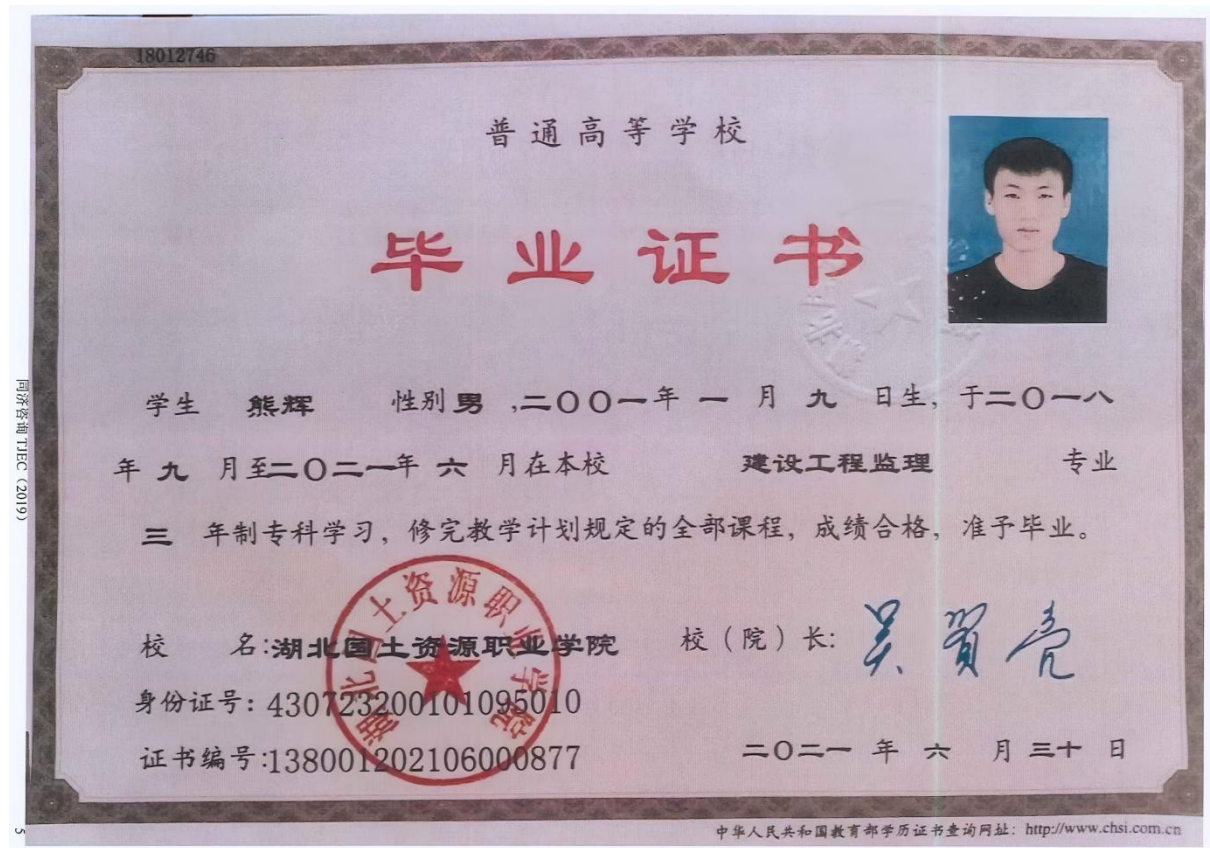 18012746
普通高等学校
毕业证书
学生 熊辉 性别 男 ,二〇〇一年 一 月 九 日生, 于二〇一八
年 九 月至二〇二一年 六 月在本校 建设工程监理 专业
三 年制专科学习, 修完教学计划规定的全部课程, 成绩合格, 准予毕业。
湖北国土资源职业学院
校 名:湖北国土资源职业学院 校(院)长: 吴贤亮
身份证号: 430723200101095010
证书编号:138001202106000877 二〇二一 年 六 月 三十 日
中华人民共和国教育部学历证书查询网址: http://www.chsi.com.cn
同济咨询 TJEC (2019)
5